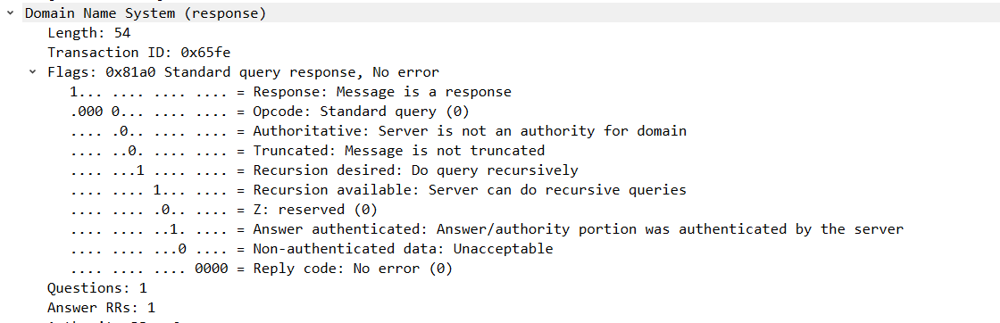 Domain Name System (response)
Length: 54
Transaction ID: 0x65fe
Flags: 0x81a0 Standard query response, No error
1... .... .... .... = Response: Message is a response
.000 0... .... .... = Opcode: Standard query (0)
.... .0.. .... .... = Authoritative: Server is not an authority for domain
.... ..0. .... .... = Truncated: Message is not truncated
.... ...1 .... .... = Recursion desired: Do query recursively
.... .... 1... .... = Recursion available: Server can do recursive queries
.... .... .0.. .... = Z: reserved (0)
.... .... ..1. .... = Answer authenticated: Answer/authority portion was authenticated by the server
.... .... ...0 .... = Non-authenticated data: Unacceptable
.... .... .... 0000 = Reply code: No error (0)
Questions: 1
Answer RRs: 1